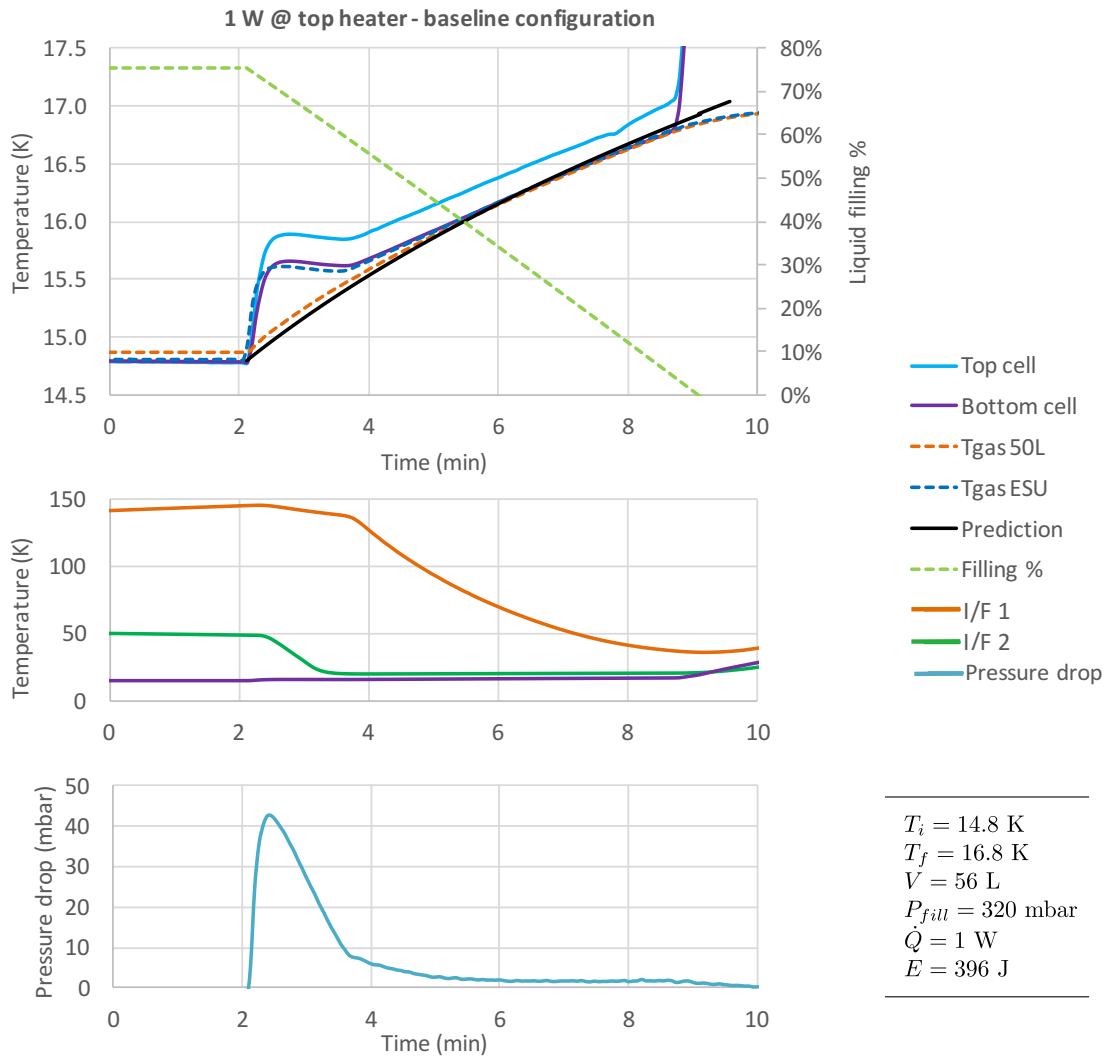 1 W @ top heater - baseline configuration
17.5
17.0
16.5
16.0
15.5
15.0
14.5
Temperature (K)
80%
70%
60%
50%
40%
30%
20%
10%
0%
Liquid filling %
0 2 4 6 8 10
Time (min)
Top cell
Bottom cell
Tgas 50L
Tgas ESU
Prediction
Filling %
I/F 1
I/F 2
Pressure drop
150
100
50
0
Temperature (K)
0 2 4 6 8 10
50
40
30
20
10
0
Pressure drop (mbar)
0 2 4 6 8 10
Time (min)
T_i = 14.8 K
T_f = 16.8 K
V = 56 L
P_{fill} = 320 mbar
Q̇ = 1 W
E = 396 J